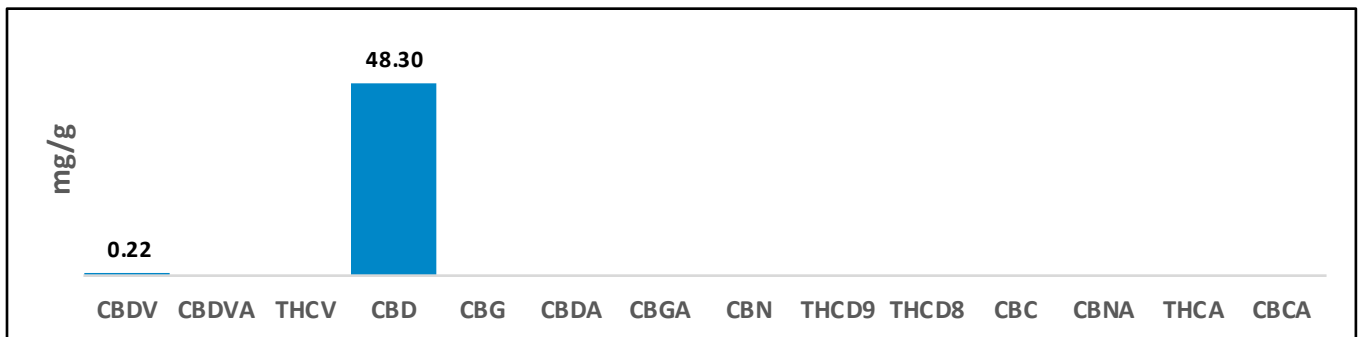 48.30
mg/g
0.22
CBDV CBDVA THCV CBD CBG CBDA CBGA CBN THCD9 THCD8 CBC CBNA THCA CBCA